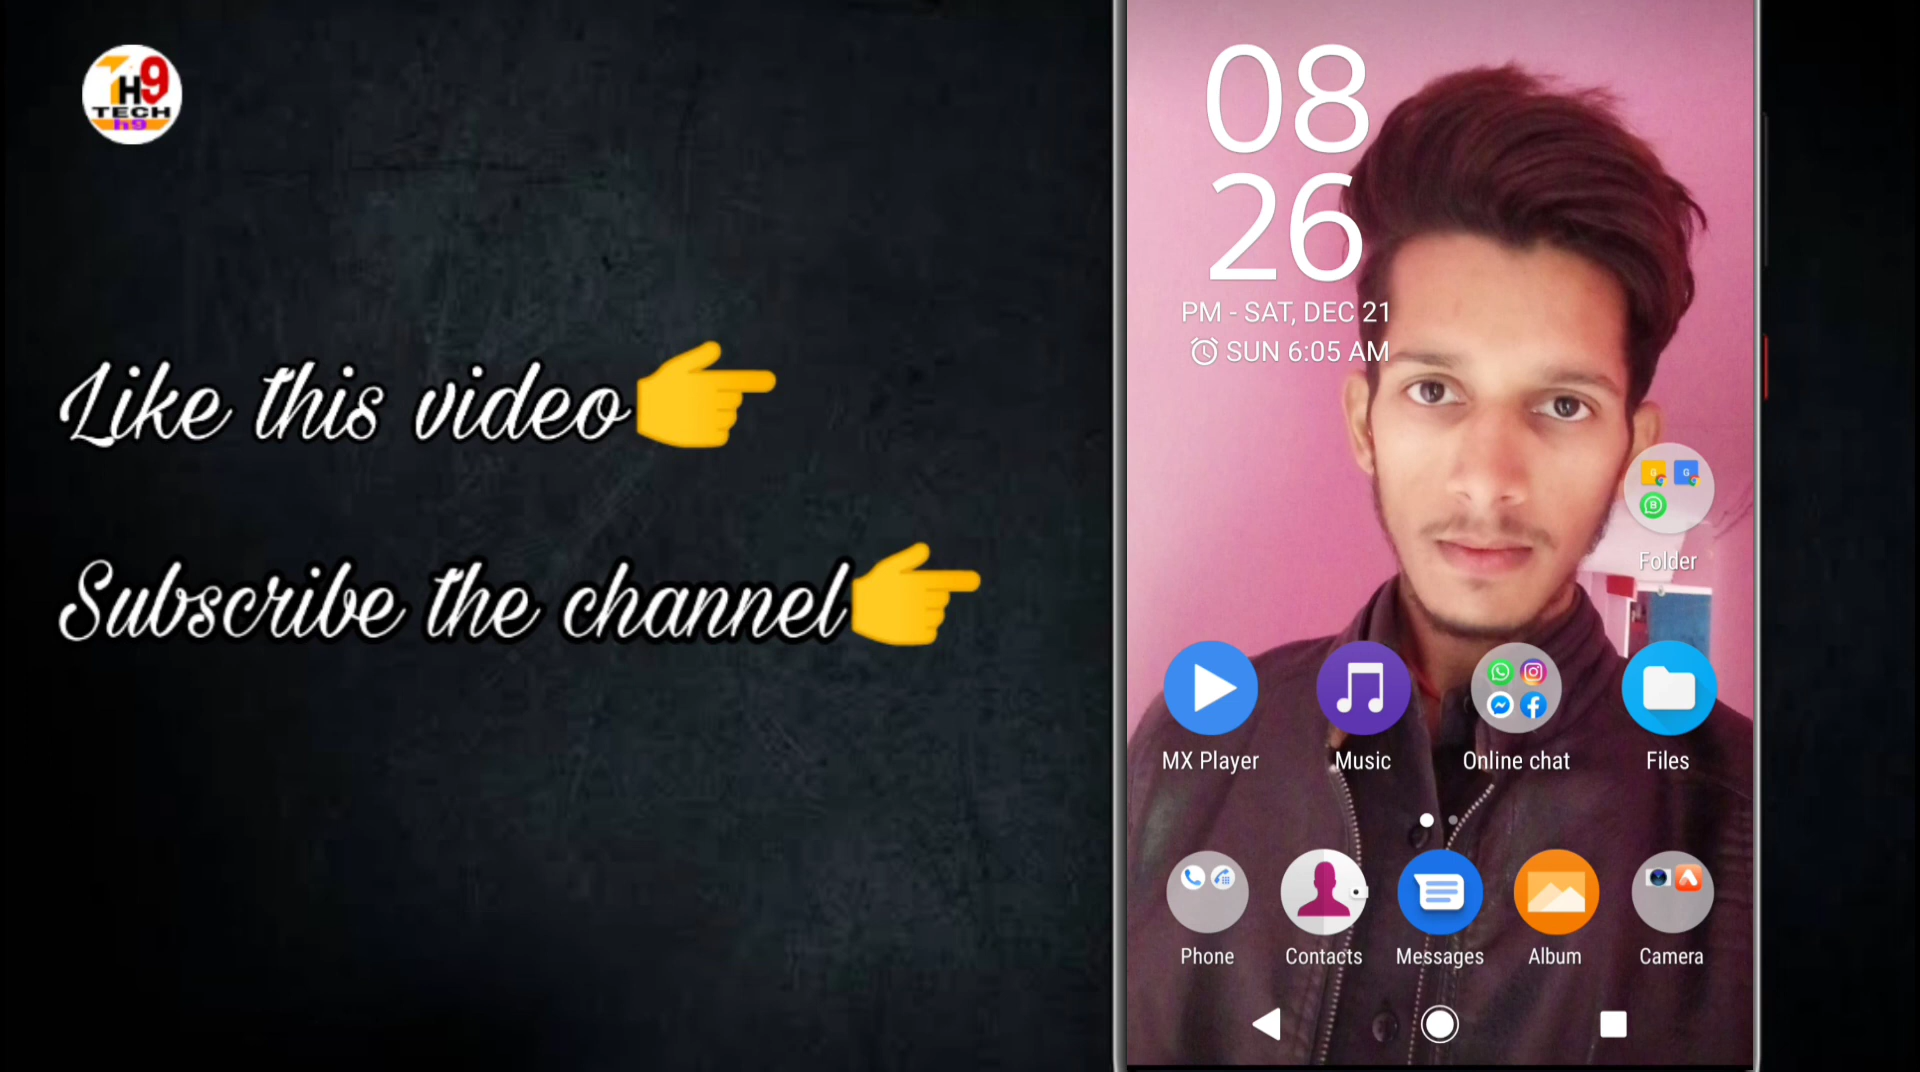 H9
TECH
h9
Like this video
Subscribe the channel
08
26
PM - SAT, DEC 21
SUN 6:05 AM
Folder
MX Player
Music
Online chat
Files
Phone
Contacts
Messages
Album
Camera